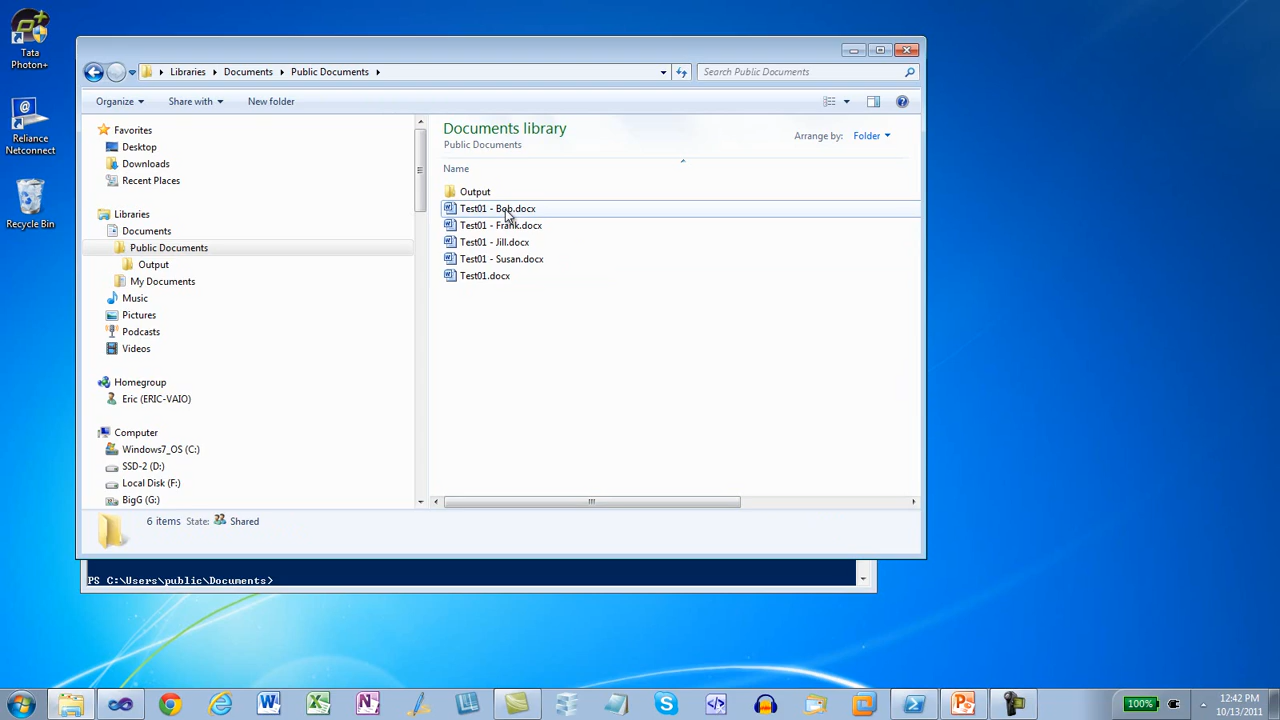 Tata
Photon+
Reliance
Netconnect
Recycle Bin
Libraries Documents Public Documents
Search Public Documents
Organize Share with New folder
Favorites
Desktop
Downloads
Recent Places
Libraries
Documents
Public Documents
Output
My Documents
Music
Pictures
Podcasts
Videos
Homegroup
Eric (ERIC-VAIO)
Computer
Windows7_OS (C:)
SSD-2 (D:)
Local Disk (F:)
BigG (G:)
Documents library
Public Documents
Arrange by: Folder
Name
Output
Test01 - Bob.docx
Test01 - Frank.docx
Test01 - Jill.docx
Test01 - Susan.docx
Test01.docx
6 items State: Shared
PS C:\Users\public\Documents>
100%
12:42 PM
10/13/2011